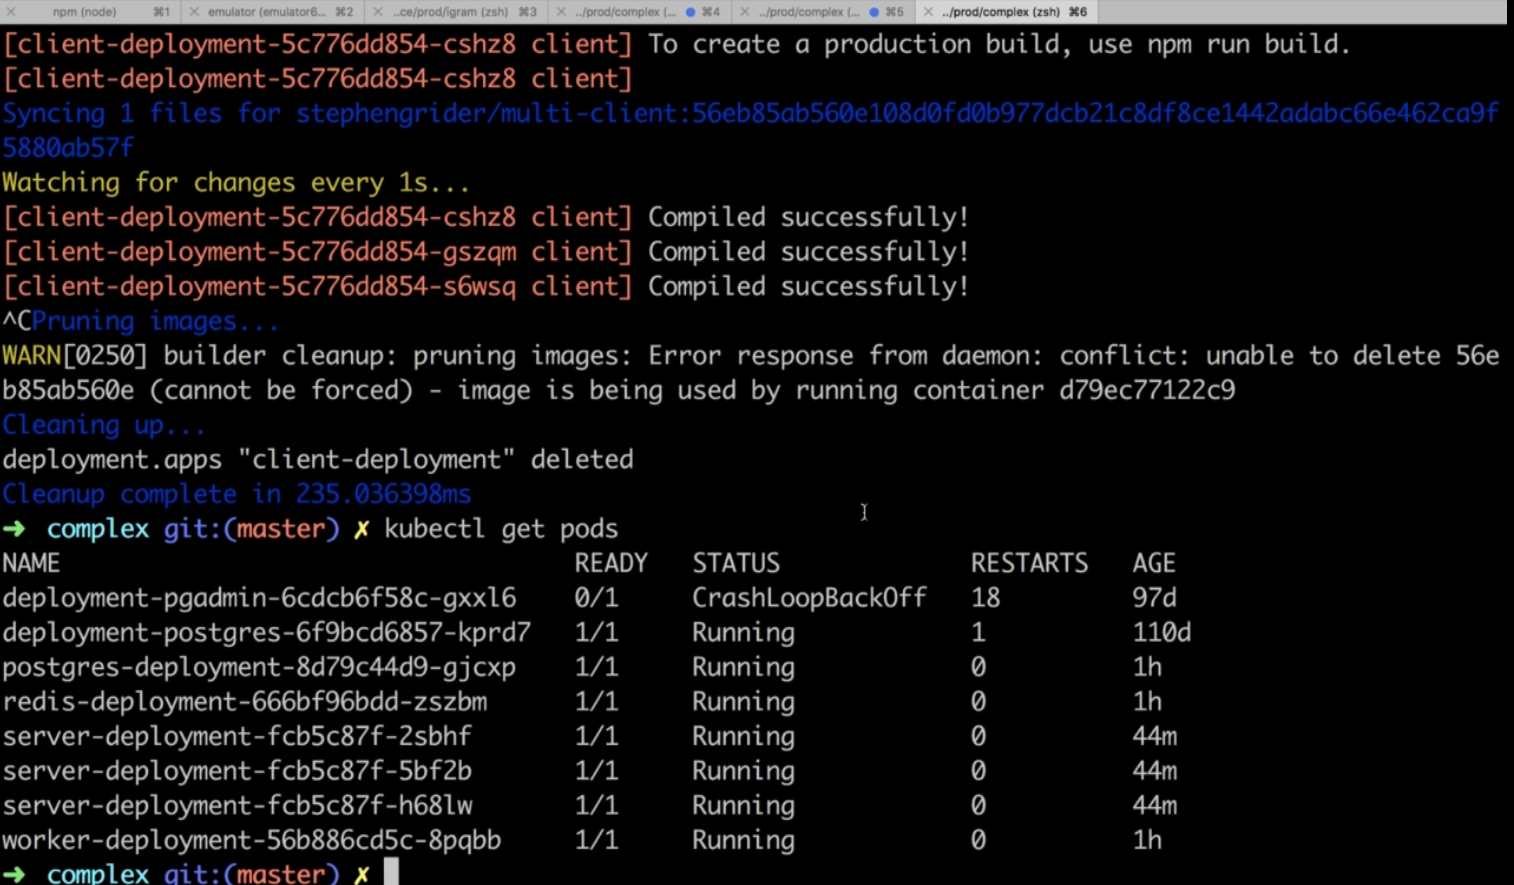 npm (node) ⌘1 emulator (emulator6... ⌘2 ..ce/prod/igram (zsh) ⌘3 ../prod/complex (... ⌘4 ../prod/complex (... ⌘5 ../prod/complex (zsh) ⌘6
[client-deployment-5c776dd854-cshz8 client] To create a production build, use npm run build.
[client-deployment-5c776dd854-cshz8 client]
Syncing 1 files for stephengrider/multi-client:56eb85ab560e108d0fd0b977dcb21c8df8ce1442adabc66e462ca9f
5880ab57f
Watching for changes every 1s...
[client-deployment-5c776dd854-cshz8 client] Compiled successfully!
[client-deployment-5c776dd854-gszqm client] Compiled successfully!
[client-deployment-5c776dd854-s6wsq client] Compiled successfully!
^CPruning images...
WARN[0250] builder cleanup: pruning images: Error response from daemon: conflict: unable to delete 56e
b85ab560e (cannot be forced) - image is being used by running container d79ec77122c9
Cleaning up...
deployment.apps "client-deployment" deleted
Cleanup complete in 235.036398ms
➜ complex git:(master) ✗ kubectl get pods
NAME READY STATUS RESTARTS AGE
deployment-pgadmin-6cdcb6f58c-gxxl6 0/1 CrashLoopBackOff 18 97d
deployment-postgres-6f9bcd6857-kprd7 1/1 Running 1 110d
postgres-deployment-8d79c44d9-gjcxp 1/1 Running 0 1h
redis-deployment-666bf96bdd-zszbm 1/1 Running 0 1h
server-deployment-fcb5c87f-2sbhf 1/1 Running 0 44m
server-deployment-fcb5c87f-5bf2b 1/1 Running 0 44m
server-deployment-fcb5c87f-h68lw 1/1 Running 0 44m
worker-deployment-56b886cd5c-8pqbb 1/1 Running 0 1h
➜ complex git:(master) ✗